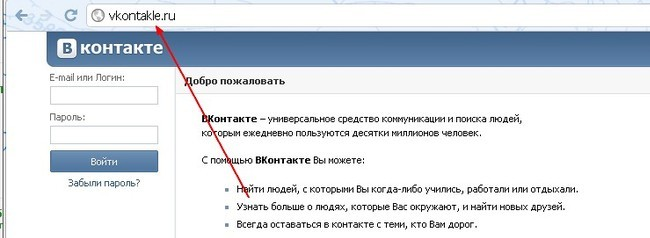 vkontakle.ru
В контакте
E-mail или Логин:
Добро пожаловать
ВКонтакте – универсальное средство коммуникации и поиска людей,
которым ежедневно пользуются десятки миллионов человек.
Пароль:
С помощью ВКонтакте Вы можете:
Войти
Забыли пароль?
Найти людей, с которыми Вы когда-либо учились, работали или отдыхали.
Узнать больше о людях, которые Вас окружают, и найти новых друзей.
Всегда оставаться в контакте с теми, кто Вам дорог.